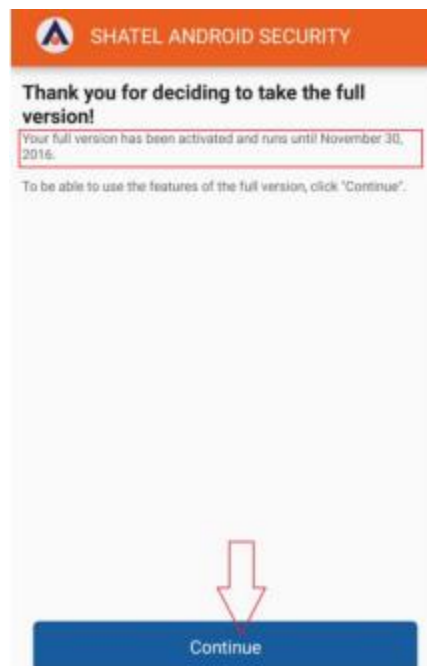 SHATEL ANDROID SECURITY
Thank you for deciding to take the full
version!
Your full version has been activated and runs until November 30,
2016.
To be able to use the features of the full version, click "Continue".
Continue